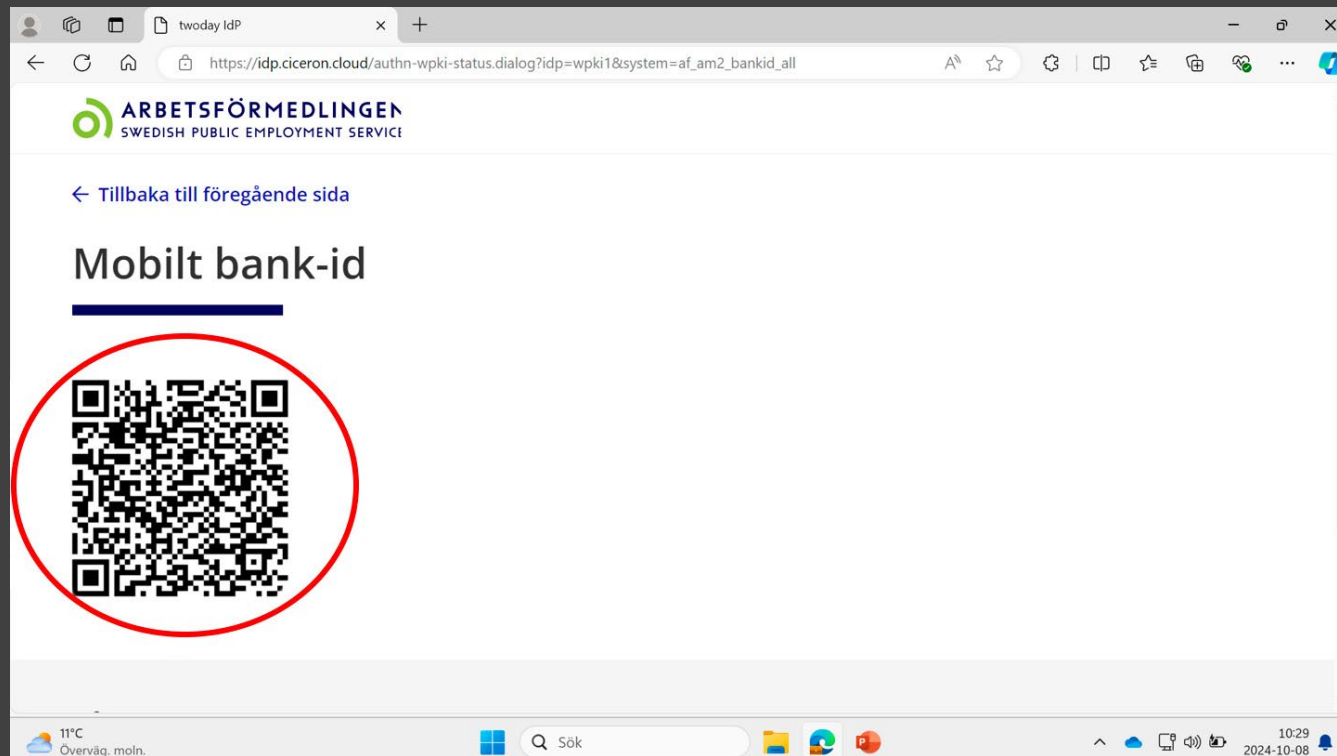 twoday IdP
https://idp.ciceron.cloud/authn-wpki-status.dialog?idp=wpki1&system=af_am2_bankid_all
ARBETSFÖRMEDLINGEN
SWEDISH PUBLIC EMPLOYMENT SERVICE
← Tillbaka till föregående sida
Mobilt bank-id
11°C
Överväg. moln.
Sök
10:29
2024-10-08